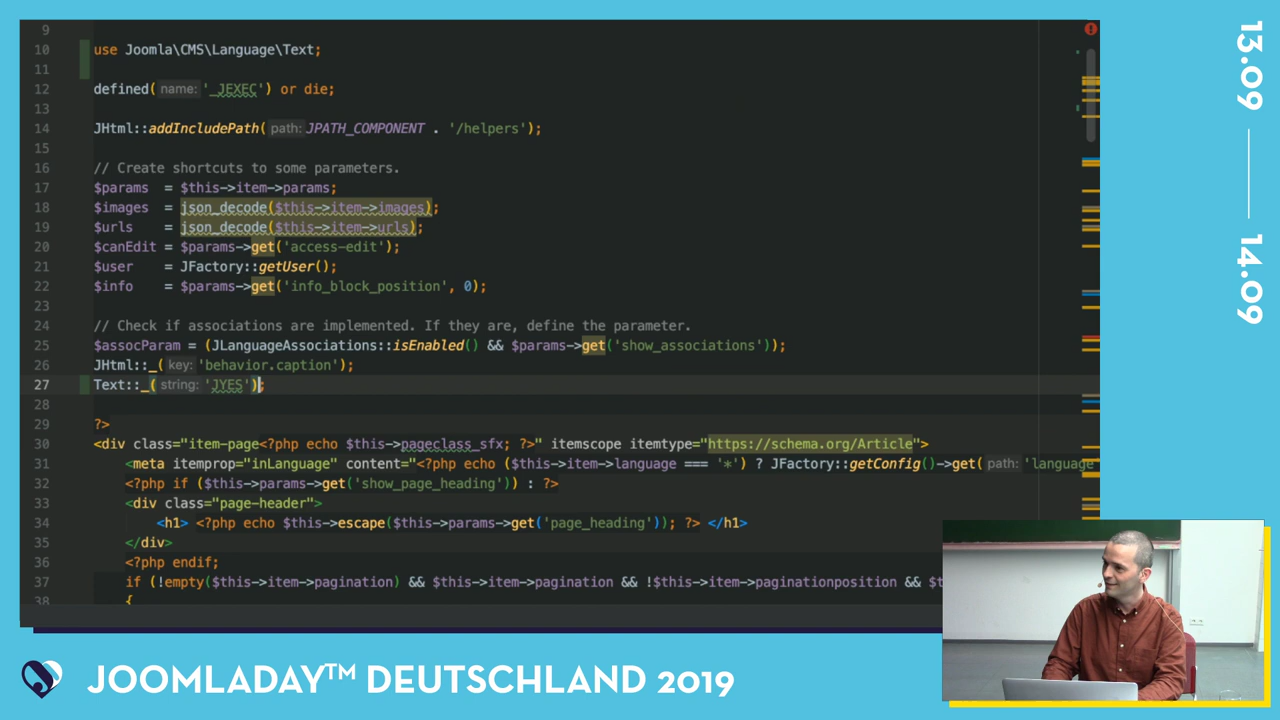 9
10 use Joomla\CMS\Language\Text;
11
12 defined( name: '_JEXEC') or die;
13
14 JHtml::addIncludePath( path: JPATH_COMPONENT . '/helpers');
15
16 // Create shortcuts to some parameters.
17 $params = $this->item->params;
18 $images = json_decode($this->item->images);
19 $urls = json_decode($this->item->urls);
20 $canEdit = $params->get('access-edit');
21 $user = JFactory::getUser();
22 $info = $params->get('info_block_position', 0);
23
24 // Check if associations are implemented. If they are, define the parameter.
25 $assocParam = (JLanguageAssociations::isEnabled() && $params->get('show_associations'));
26 JHtml::_( key: 'behavior.caption');
27 Text::_( string: 'JYES');
28
29 ?>
30 <div class="item-page<?php echo $this->pageclass_sfx; ?>" itemscope itemtype="https://schema.org/Article">
31 <meta itemprop="inLanguage" content="<?php echo ($this->item->language === '*') ? JFactory::getConfig()->get( path: 'language
32 <?php if ($this->params->get('show_page_heading')) : ?>
33 <div class="page-header">
34 <h1> <?php echo $this->escape($this->params->get('page_heading')); ?> </h1>
35 </div>
36 <?php endif;
37 if (!empty($this->item->pagination) && $this->item->pagination && !$this->item->paginationposition && $t
38 {
13.09
14.09
JOOMLADAY™ DEUTSCHLAND 2019